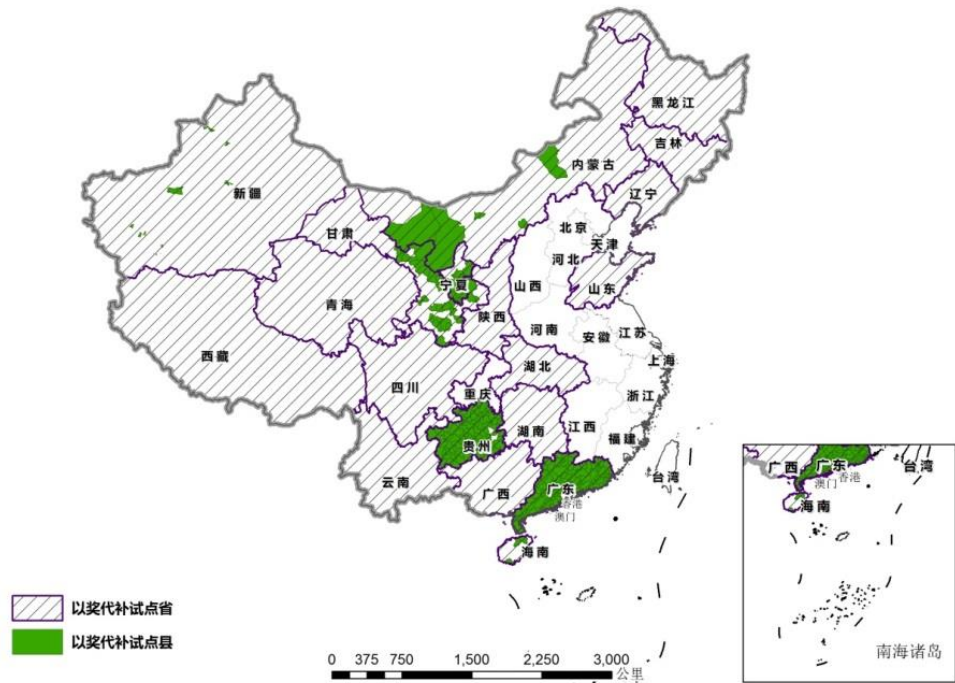 黑龙江
吉林
内蒙古
辽宁
新疆
北京
甘肃
天津
河北
宁夏
山西
山东
青海
陕西
河南
江苏
安徽
西藏
上海
湖北
四川
重庆
浙江
湖南
江西
贵州
福建
云南
广西
广东
台湾
香港
澳门
海南
广西
广东
台湾
香港
澳门
海南
南海诸岛
以奖代补试点省
以奖代补试点县
0 375 750 1,500 2,250 3,000
公里